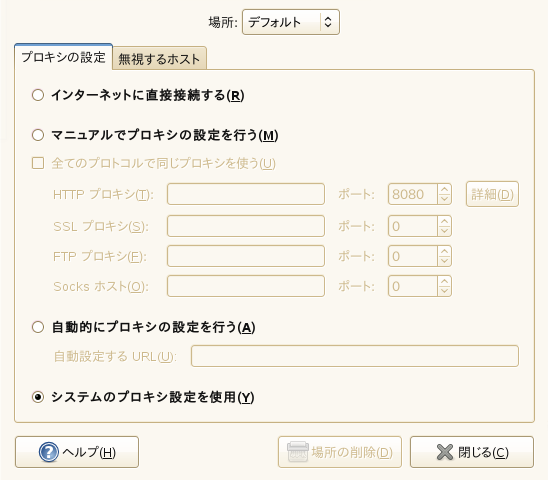 場所: デフォルト
プロキシの設定 無視するホスト
インターネットに直接接続する(R)
マニュアルでプロキシの設定を行う(M)
全てのプロトコルで同じプロキシを使う(U)
HTTP プロキシ(T): ポート: 8080 詳細(D)
SSL プロキシ(S): ポート: 0
FTP プロキシ(F): ポート: 0
Socks ホスト(O): ポート: 0
自動的にプロキシの設定を行う(A)
自動設定する URL(U):
システムのプロキシ設定を使用(Y)
ヘルプ(H) 場所の削除(D) 閉じる(C)